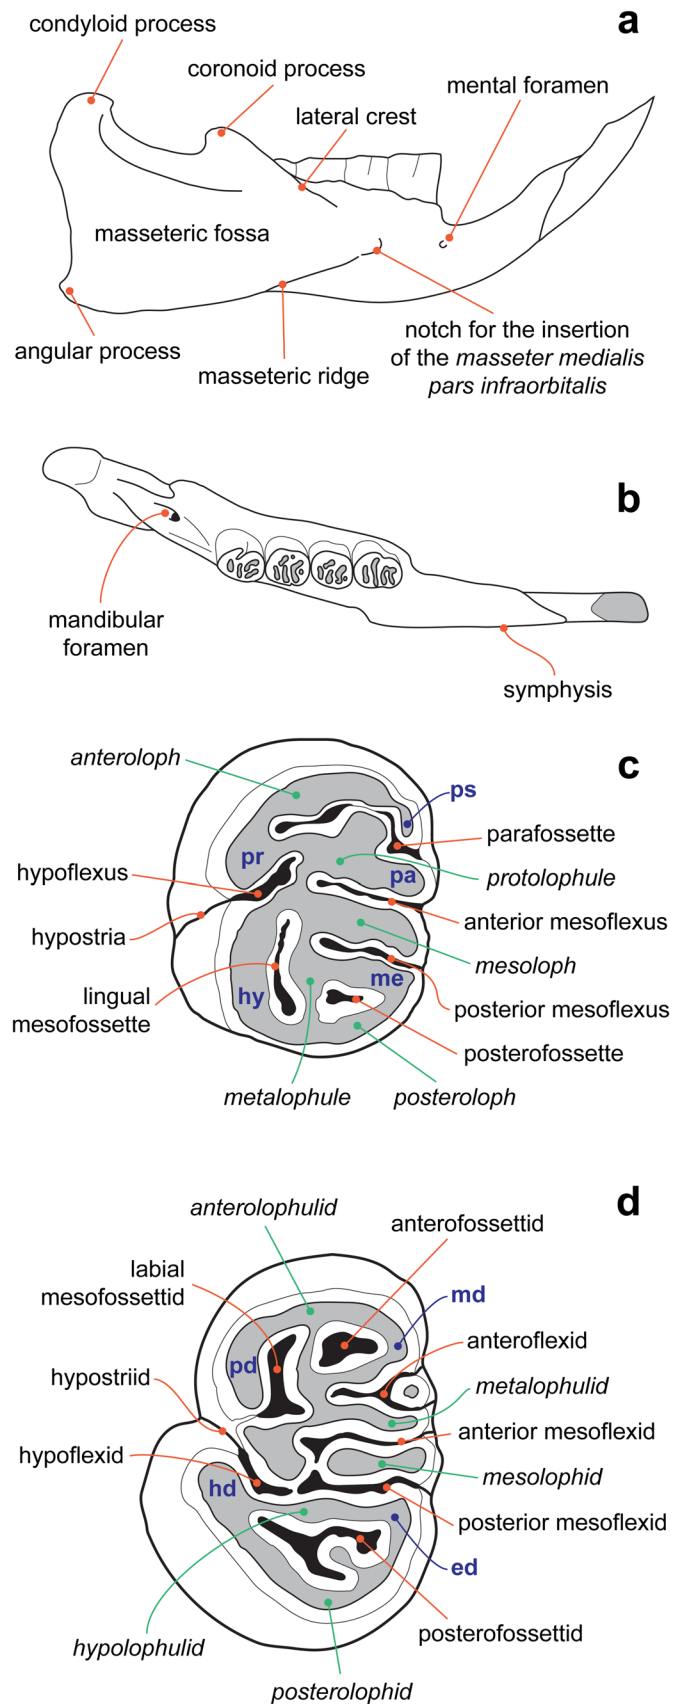 a
condyloid process
coronoid process
mental foramen
lateral crest
masseteric fossa
angular process
masseteric ridge
notch for the insertion
of the masseter medialis
pars infraorbitalis
b
mandibular
foramen
symphysis
c
anteroloph
ps
parafossette
pr
pa
hypoflexus
protolophule
anterior mesoflexus
hypostria
mesoloph
me
lingual
mesofossette
hy
posterior mesoflexus
posterofossette
metalophule
posteroloph
d
anterolophulid
anterofossettid
labial
mesofossettid
md
anteroflexid
pd
hypostriid
metalophulid
anterior mesoflexid
hypoflexid
mesolophid
hd
posterior mesoflexid
ed
posterofossettid
hypolophulid
posterolophid